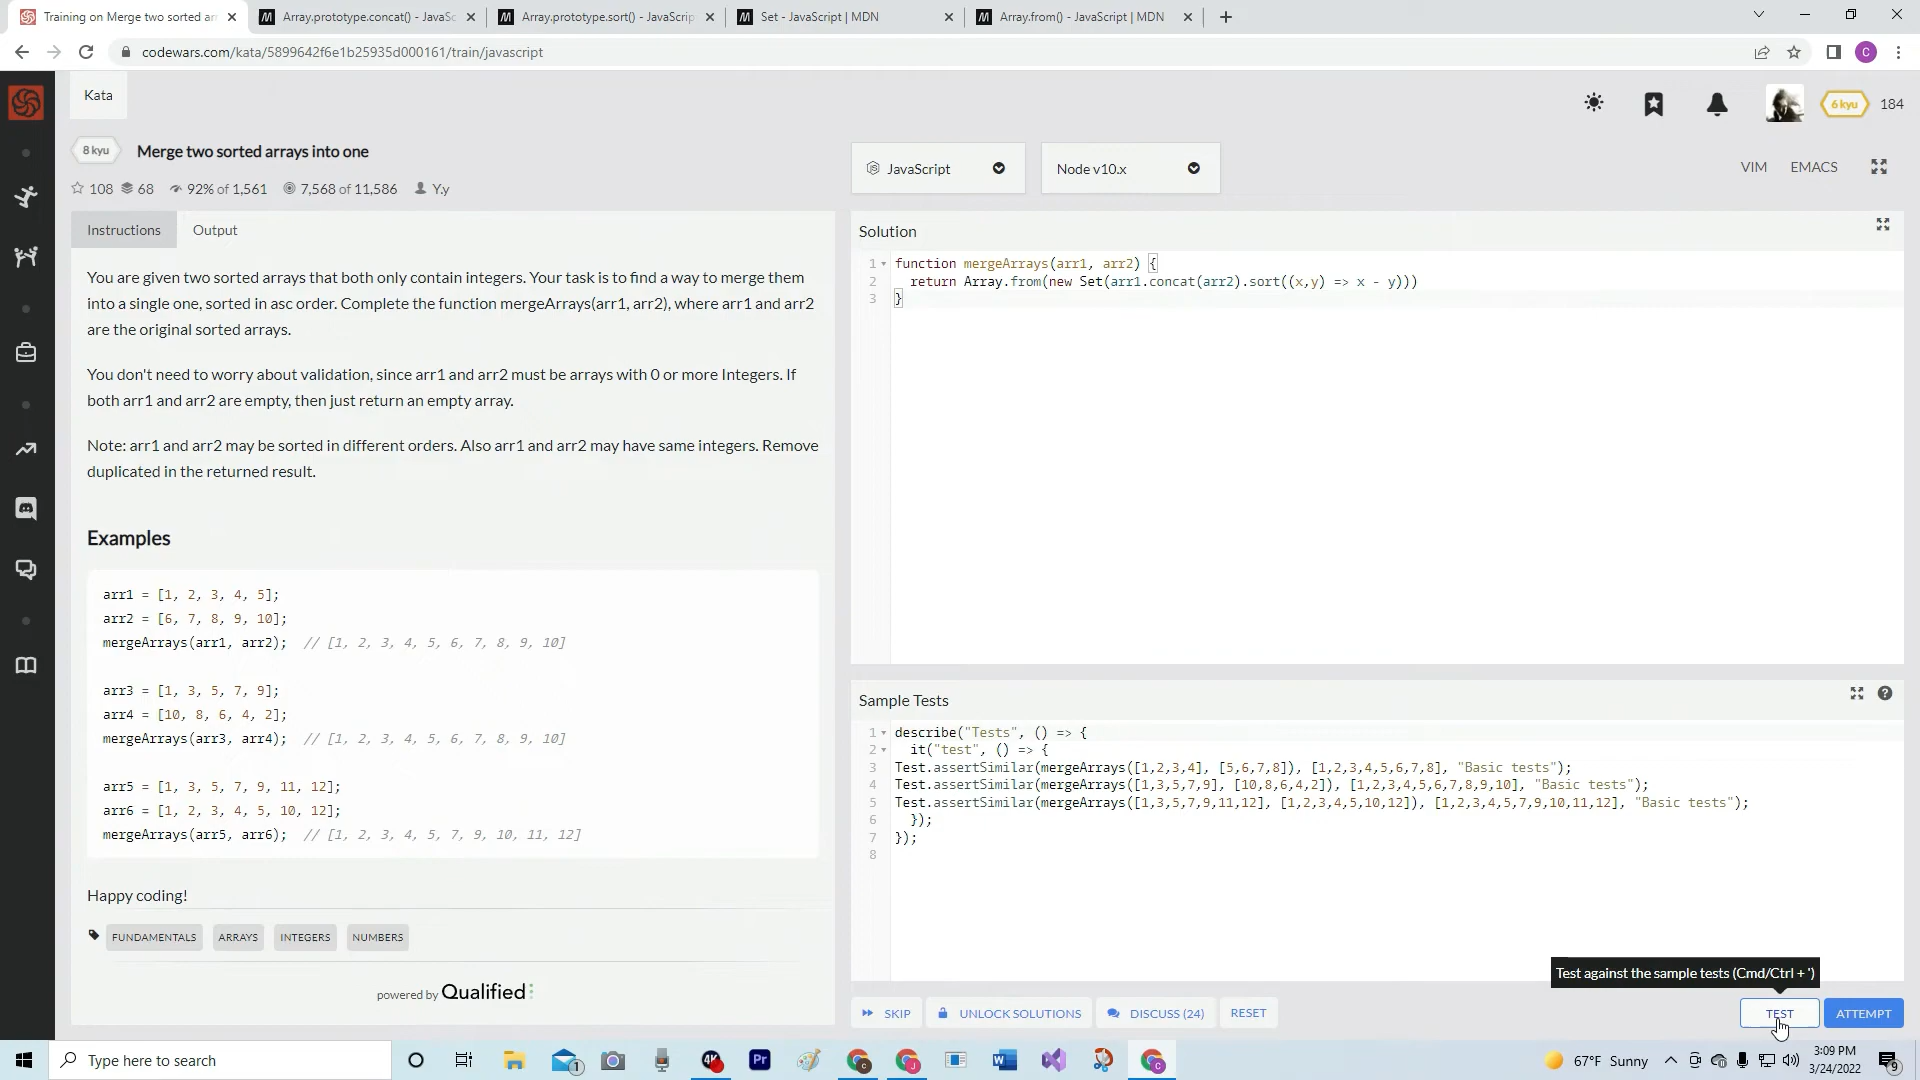 Training on Merge two sorted arr
Array.prototype.concat() - JavaSc
Array.prototype.sort() - JavaScrip
Set - JavaScript | MDN
Array.from() - JavaScript | MDN
codewars.com/kata/5899642f6e1b25935d000161/train/javascript
C
Kata
6 kyu
184
8 kyu
Merge two sorted arrays into one
108 68 92% of 1,561 7,568 of 11,586 Y.y
JavaScript
Node v10.x
VIM
EMACS
Instructions
Output
You are given two sorted arrays that both only contain integers. Your task is to find a way to merge them
into a single one, sorted in asc order. Complete the function mergeArrays(arr1, arr2), where arr1 and arr2
are the original sorted arrays.
You don't need to worry about validation, since arr1 and arr2 must be arrays with 0 or more Integers. If
both arr1 and arr2 are empty, then just return an empty array.
Note: arr1 and arr2 may be sorted in different orders. Also arr1 and arr2 may have same integers. Remove
duplicated in the returned result.
Examples
arr1 = [1, 2, 3, 4, 5];
arr2 = [6, 7, 8, 9, 10];
mergeArrays(arr1, arr2); // [1, 2, 3, 4, 5, 6, 7, 8, 9, 10]
arr3 = [1, 3, 5, 7, 9];
arr4 = [10, 8, 6, 4, 2];
mergeArrays(arr3, arr4); // [1, 2, 3, 4, 5, 6, 7, 8, 9, 10]
arr5 = [1, 3, 5, 7, 9, 11, 12];
arr6 = [1, 2, 3, 4, 5, 10, 12];
mergeArrays(arr5, arr6); // [1, 2, 3, 4, 5, 7, 9, 10, 11, 12]
Happy coding!
FUNDAMENTALS
ARRAYS
INTEGERS
NUMBERS
powered by Qualified
Solution
1 function mergeArrays(arr1, arr2) {
2 return Array.from(new Set(arr1.concat(arr2).sort((x,y) => x - y)))
3 }
Sample Tests
1 describe("Tests", () => {
2 it("test", () => {
3 Test.assertSimilar(mergeArrays([1,2,3,4], [5,6,7,8]), [1,2,3,4,5,6,7,8], "Basic tests");
4 Test.assertSimilar(mergeArrays([1,3,5,7,9], [10,8,6,4,2]), [1,2,3,4,5,6,7,8,9,10], "Basic tests");
5 Test.assertSimilar(mergeArrays([1,3,5,7,9,11,12], [1,2,3,4,5,10,12]), [1,2,3,4,5,7,9,10,11,12], "Basic tests");
6 });
7 });
8
Test against the sample tests (Cmd/Ctrl + ')
SKIP
UNLOCK SOLUTIONS
DISCUSS (24)
RESET
TEST
ATTEMPT
Type here to search
1
4K
Pr
67°F Sunny
3:09 PM
3/24/2022
9